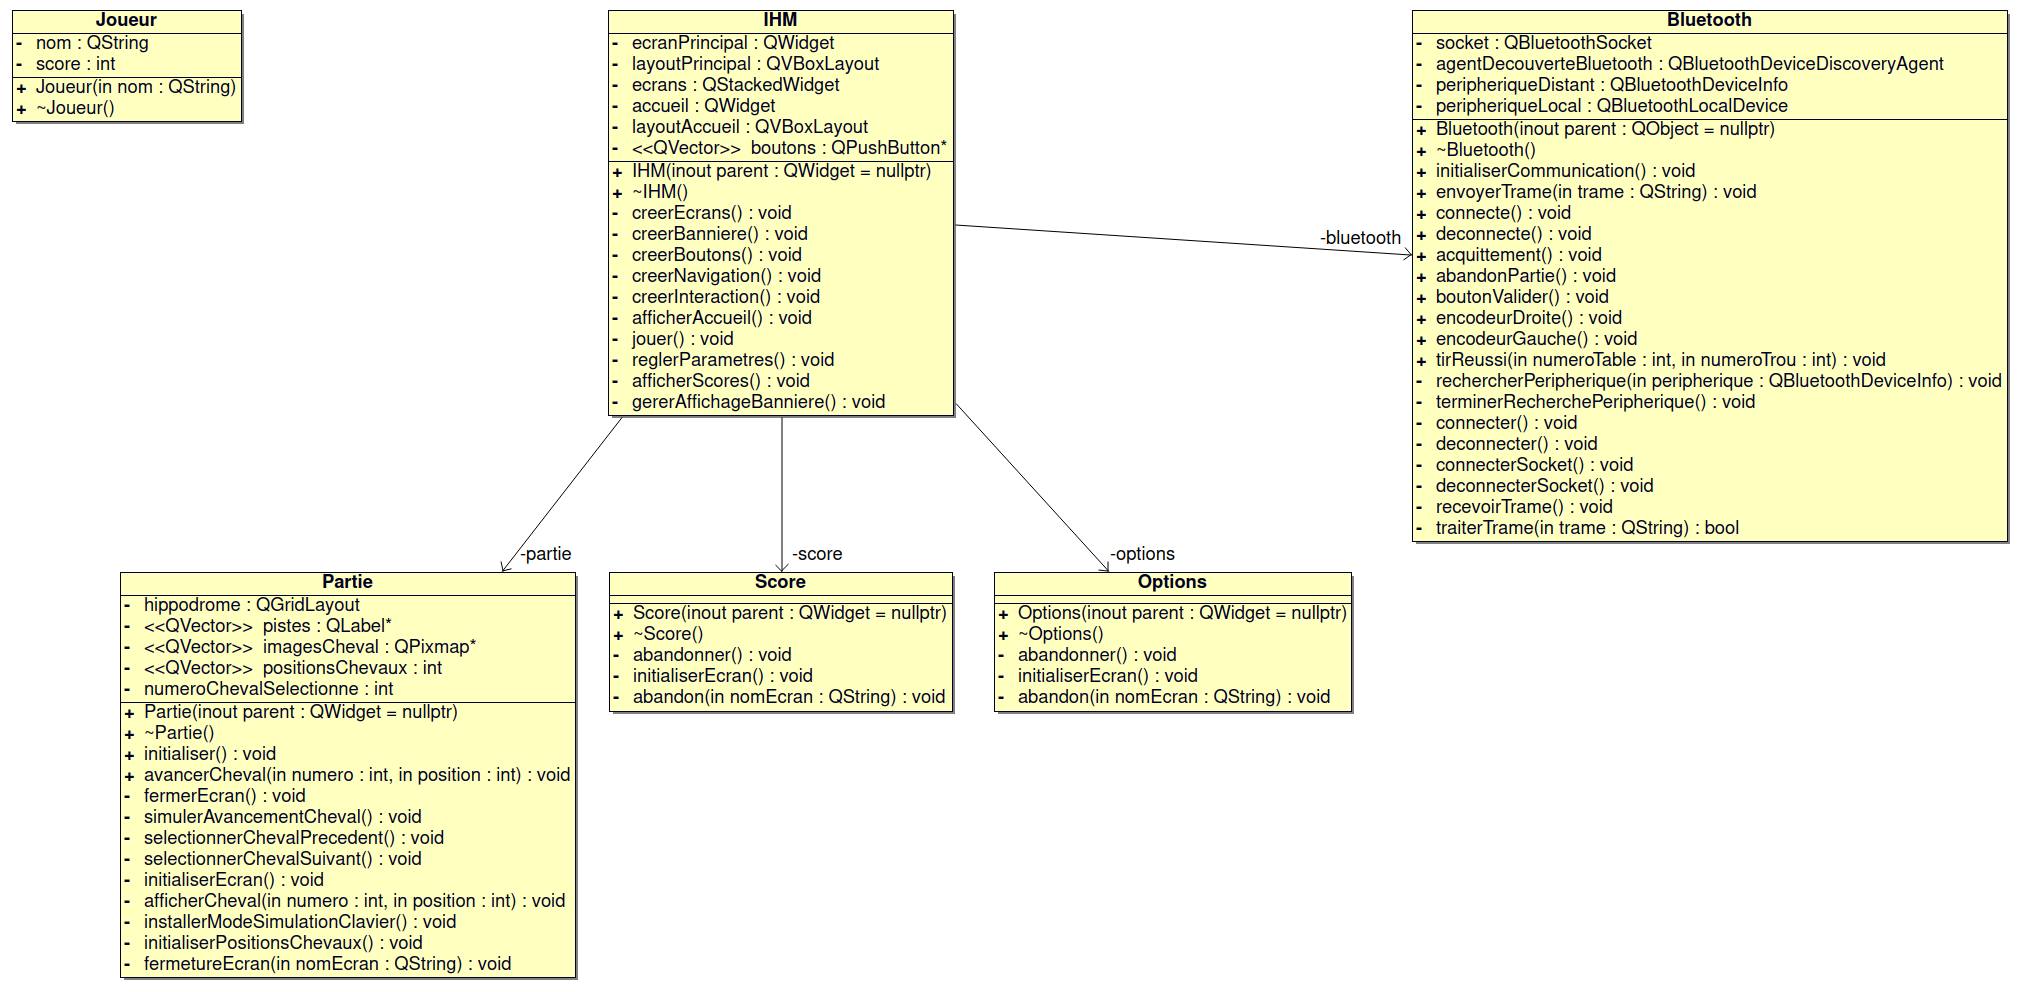 Joueur
- nom : QString
- score : int
+ Joueur(in nom : QString)
+ ~Joueur()
IHM
- ecranPrincipal : QWidget
- layoutPrincipal : QVBoxLayout
- ecrans : QStackedWidget
- accueil : QWidget
- layoutAccueil : QVBoxLayout
- <<QVector>> boutons : QPushButton*
+ IHM(inout parent : QWidget = nullptr)
+ ~IHM()
- creerEcrans() : void
- creerBanniere() : void
- creerBoutons() : void
- creerNavigation() : void
- creerInteraction() : void
- afficherAccueil() : void
- jouer() : void
- reglerParametres() : void
- afficherScores() : void
- gererAffichageBanniere() : void
-bluetooth
Bluetooth
- socket : QBluetoothSocket
- agentDecouverteBluetooth : QBluetoothDeviceDiscoveryAgent
- peripheriqueDistant : QBluetoothDeviceInfo
- peripheriqueLocal : QBluetoothLocalDevice
+ Bluetooth(inout parent : QObject = nullptr)
+ ~Bluetooth()
+ initialiserCommunication() : void
+ envoyerTrame(in trame : QString) : void
+ connecte() : void
+ deconnecte() : void
+ acquittement() : void
+ abandonPartie() : void
+ boutonValider() : void
+ encodeurDroite() : void
+ encodeurGauche() : void
+ tirReussi(in numeroTable : int, in numeroTrou : int) : void
- rechercherPeripherique(in peripherique : QBluetoothDeviceInfo) : void
- terminerRecherchePeripherique() : void
- connecter() : void
- deconnecter() : void
- connecterSocket() : void
- deconnecterSocket() : void
- recevoirTrame() : void
- traiterTrame(in trame : QString) : bool
-partie
-score
-options
Partie
- hippodrome : QGridLayout
- <<QVector>> pistes : QLabel*
- <<QVector>> imagesCheval : QPixmap*
- <<QVector>> positionsChevaux : int
- numeroChevalSelectionne : int
+ Partie(inout parent : QWidget = nullptr)
+ ~Partie()
+ initialiser() : void
+ avancerCheval(in numero : int, in position : int) : void
- fermerEcran() : void
- simulerAvancementCheval() : void
- selectionnerChevalPrecedent() : void
- selectionnerChevalSuivant() : void
- initialiserEcran() : void
- afficherCheval(in numero : int, in position : int) : void
- installerModeSimulationClavier() : void
- initialiserPositionsChevaux() : void
- fermetureEcran(in nomEcran : QString) : void
Score
+ Score(inout parent : QWidget = nullptr)
+ ~Score()
- abandonner() : void
- initialiserEcran() : void
- abandon(in nomEcran : QString) : void
Options
+ Options(inout parent : QWidget = nullptr)
+ ~Options()
- abandonner() : void
- initialiserEcran() : void
- abandon(in nomEcran : QString) : void